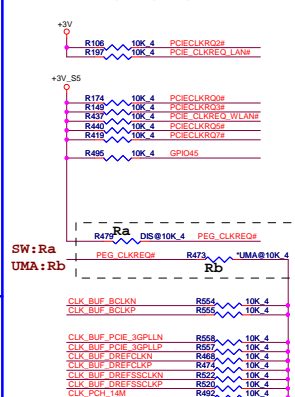 +3V
R106 10K_4 PCIECLKRQ2#
R197 10K_4 PCIE_CLKREQ_LAN#
+3V_S5
R174 10K_4 PCIECLKRQ0#
R149 10K_4 PCIECLKRQ3#
R437 10K_4 PCIE_CLKREQ_WLAN#
R440 10K_4 PCIECLKRQ5#
R419 10K_4 PCIECLKRQ7#
R495 10K_4 GPIO45
R479 Ra DIS@10K_4 PEG_CLKREQ#
SW:Ra
PEG_CLKREQ# R473 *UMA@10K_4
UMA:Rb
Rb
CLK_BUF_BCLKN R554 10K_4
CLK_BUF_BCLKP R555 10K_4
CLK_BUF_PCIE_3GPLLN R558 10K_4
CLK_BUF_PCIE_3GPLLP R557 10K_4
CLK_BUF_DREFCLKN R468 10K_4
CLK_BUF_DREFCLKP R474 10K_4
CLK_BUF_DREFSSCLKN R522 10K_4
CLK_BUF_DREFSSCLKP R520 10K_4
CLK_PCH_14M R492 10K_4